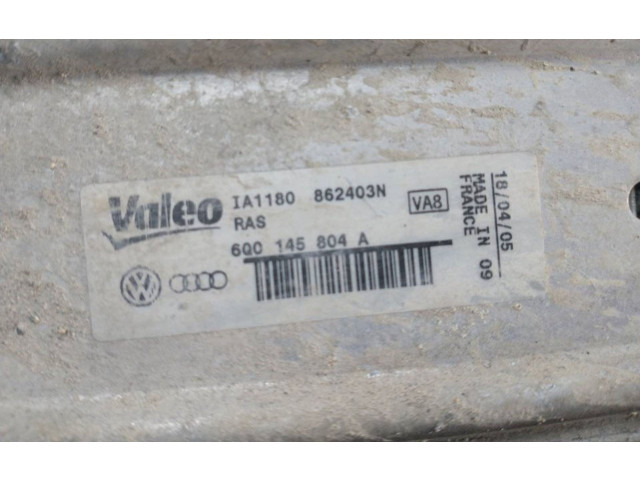 Valeo
IA1180 862403N
RAS
VA8
6Q0 145 804 A
18/04/05
MADE IN 09
FRANCE